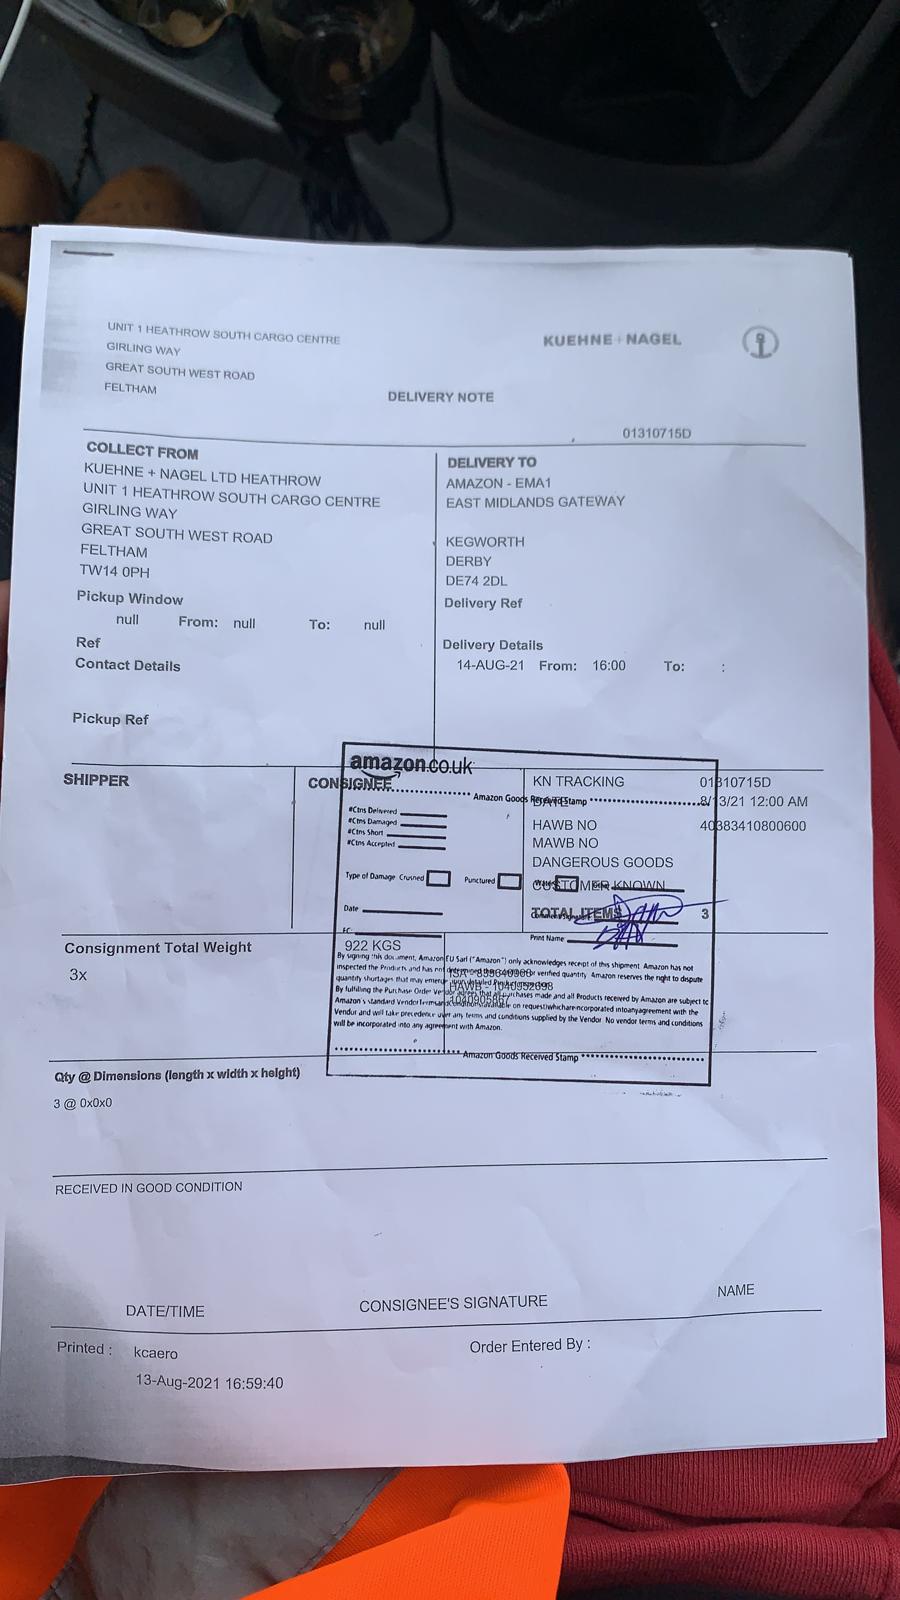 UNIT 1 HEATHROW SOUTH CARGO CENTRE
GIRLING WAY
GREAT SOUTH WEST ROAD
FELTHAM
KUEHNE+NAGEL
DELIVERY NOTE
01310715D
COLLECT FROM
KUEHNE + NAGEL LTD HEATHROW
UNIT 1 HEATHROW SOUTH CARGO CENTRE
GIRLING WAY
GREAT SOUTH WEST ROAD
FELTHAM
TW14 0PH
Pickup Window
null From: null To: null
Ref
Contact Details
Pickup Ref
DELIVERY TO
AMAZON - EMA1
EAST MIDLANDS GATEWAY
KEGWORTH
DERBY
DE74 2DL
Delivery Ref
Delivery Details
14-AUG-21 From: 16:00 To: :
SHIPPER
CONSIGNEE
KN TRACKING 01310715D
8/13/21 12:00 AM
HAWB NO 40383410800600
MAWB NO
DANGEROUS GOODS
CUSTOMER KNOWN
TOTAL ITEMS 3
amazon.co.uk
Amazon Goods Received Stamp
#Ctns Delivered
#Ctns Damaged
#Ctns Short
#Ctns Accepted
Type of Damage Crushed Punctured
Date
FC
Print Name
By signing this document, Amazon EU Sarl ("Amazon") only acknowledges receipt of this shipment. Amazon has not
inspected the Products and has not or verified quantity. Amazon reserves the right to dispute
quantity shortages that may emerge
By fulfilling the Purchase Order Vendor agrees that all purchases made and all Products received by Amazon are subject to
Amazon's standard Vendor terms and conditions available on request which are incorporated into any agreement with the
Vendor and will take precedence over any terms and conditions supplied by the Vendor. No vendor terms and conditions
will be incorporated into any agreement with Amazon.
Amazon Goods Received Stamp
Consignment Total Weight 922 KGS
3x
Qty @ Dimensions (length x width x height)
3 @ 0x0x0
RECEIVED IN GOOD CONDITION
DATE/TIME CONSIGNEE'S SIGNATURE NAME
Printed : kcaero Order Entered By :
13-Aug-2021 16:59:40